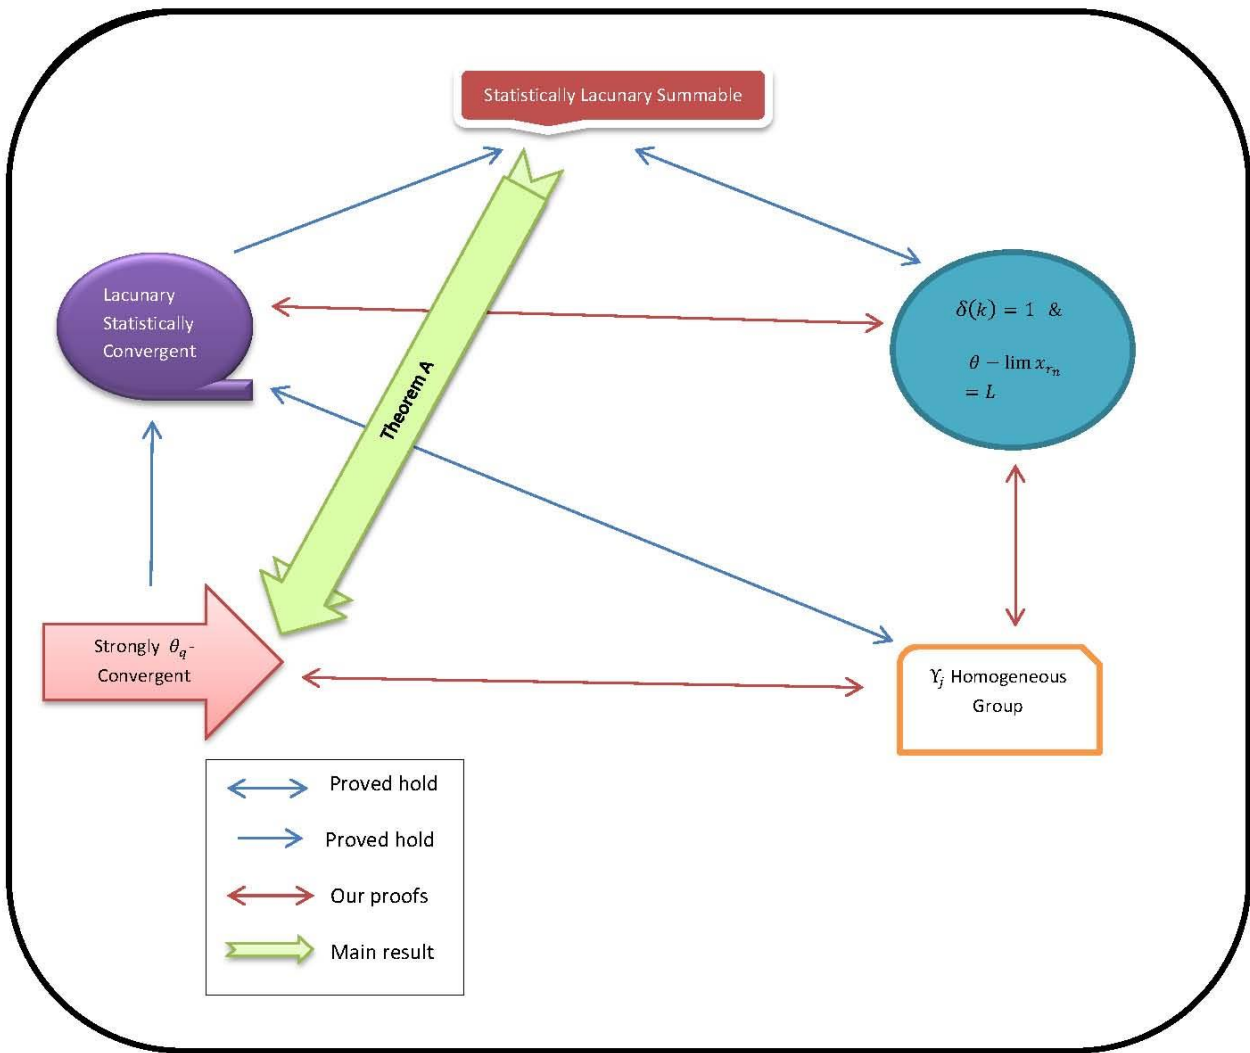 Statistically Lacunary Summable
Lacunary
Statistically
Convergent
δ(k) = 1 &
θ − lim x_{r_n}
= L
Theorem A
Strongly θ_q-
Convergent
ϒ_j Homogeneous
Group
Proved hold
Proved hold
Our proofs
Main result